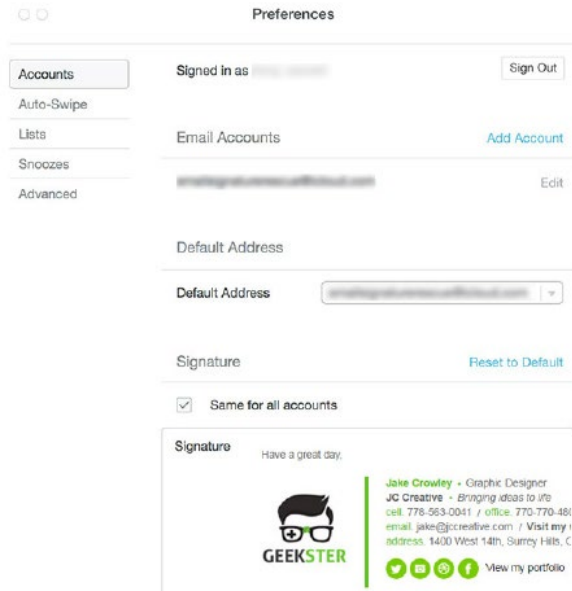 Preferences
Accounts
Auto-Swipe
Lists
Snoozes
Advanced
Signed in as
Sign Out
Email Accounts
Add Account
Edit
Default Address
Default Address
Signature
Reset to Default
Same for all accounts
Signature
Have a great day,
GEEKSTER
Jake Crowley • Graphic Designer
JC Creative • Bringing ideas to life
cell. 778-563-0041 / office. 770-770-480
email. jake@jccreative.com / Visit my
address. 1400 West 14th, Surrey Hills,
View my portfolio